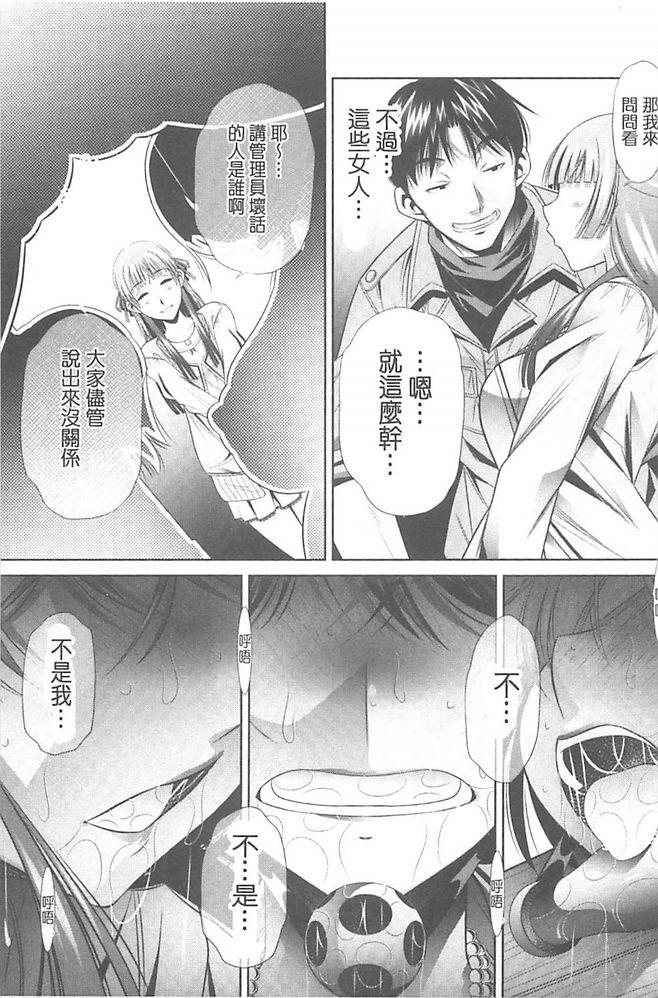 那我來
問問看
不過…
這些女人…
…嗯…
就這麼幹…
耶～…
講管理員壞話
的人是誰啊
大家儘管
說出來沒關係
不…
呼唔
呼唔
不…是…
不是我…
呼唔